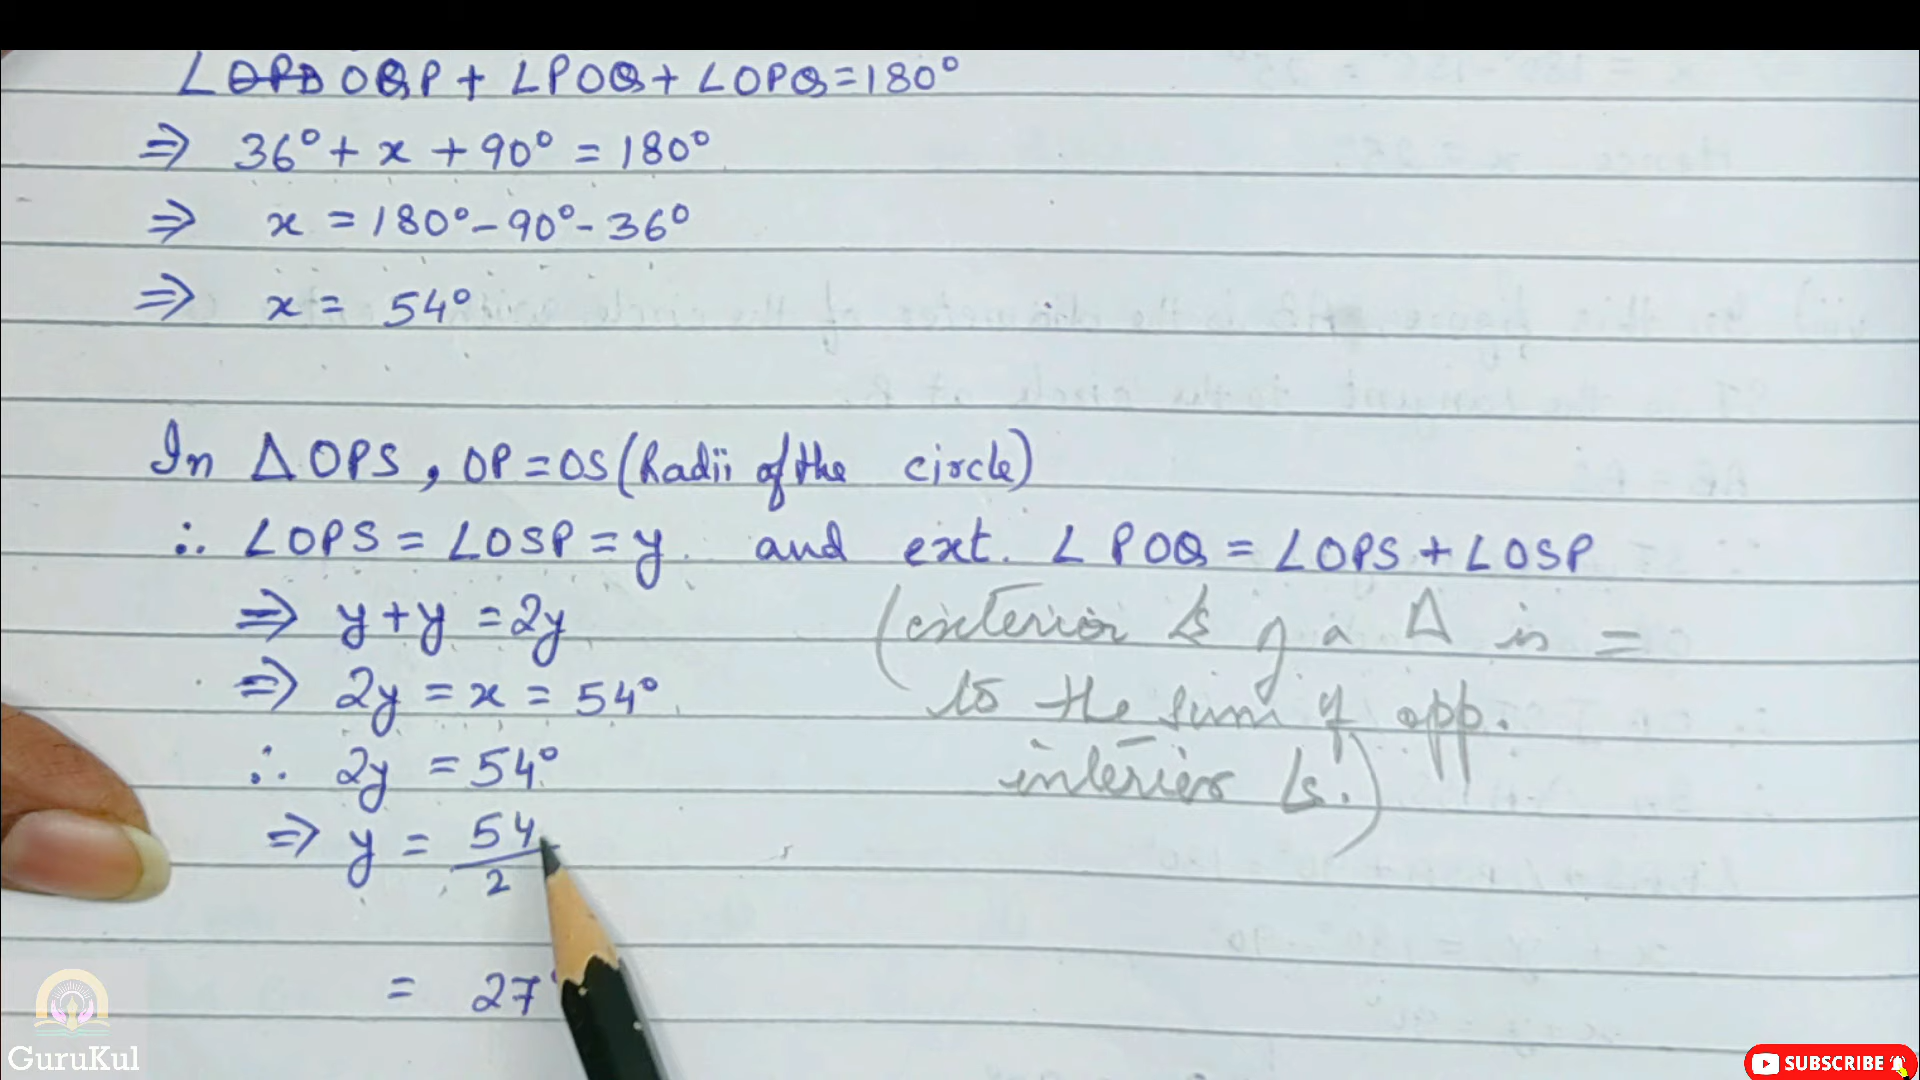 ∠OPD OQP + ∠POQ + ∠OPQ = 180°
⇒ 36° + x + 90° = 180°
⇒ x = 180° - 90° - 36°
⇒ x = 54°
In △OPS, OP = OS (Radii of the circle)
∴ ∠OPS = ∠OSP = y and ext. ∠POQ = ∠OPS + ∠OSP
⇒ y + y = 2y
(exterior ∠s of a △ is =
⇒ 2y = x = 54°
to the sum of opp.
∴ 2y = 54°
interior ∠s.)
⇒ y = 54/2
= 27°
GuruKul
SUBSCRIBE